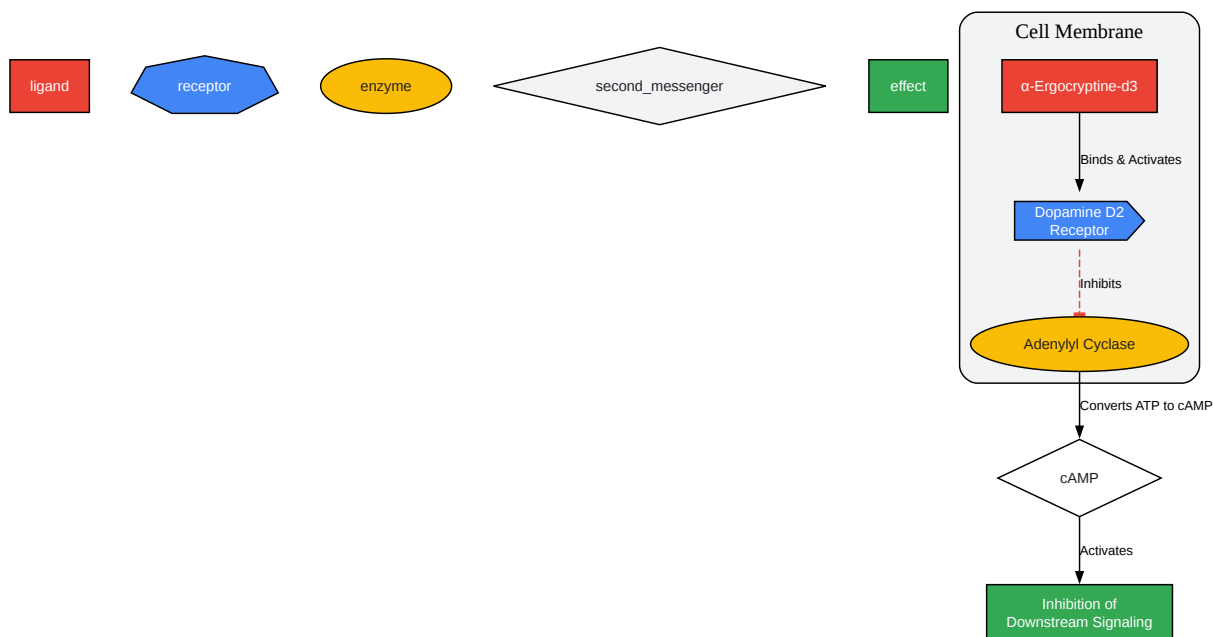 ligand
receptor
enzyme
second_messenger
effect
Cell Membrane
α-Ergocryptine-d3
Binds & Activates
Dopamine D2
Receptor
Inhibits
Adenylyl Cyclase
Converts ATP to cAMP
cAMP
Activates
Inhibition of
Downstream Signaling